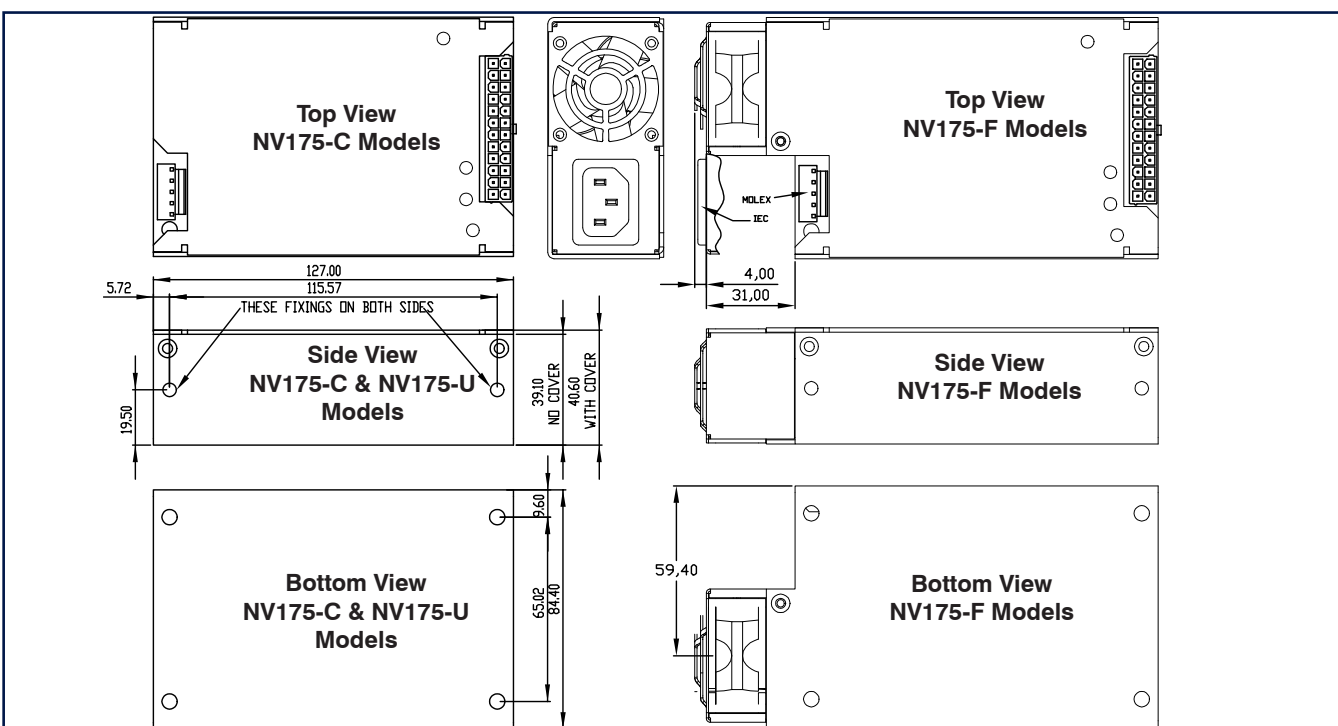 Top View
NV175-C Models
Top View
NV175-F Models
MOLEX
IEC
127.00
5.72
115.57
THESE FIXINGS ON BOTH SIDES
4,00
31,00
Side View
NV175-C & NV175-U
Models
19.50
39.10
NO COVER
40.60
WITH COVER
Side View
NV175-F Models
Bottom View
NV175-C & NV175-U
Models
9.60
65.02
84.40
59,40
Bottom View
NV175-F Models